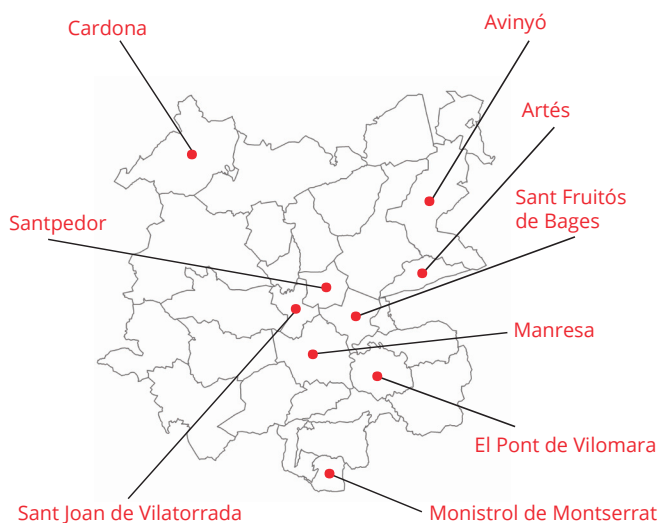 Cardona
Avinyó
Artés
Sant Fruitós
de Bages
Santpedor
Manresa
El Pont de Vilomara
Sant Joan de Vilatorrada
Monistrol de Montserrat